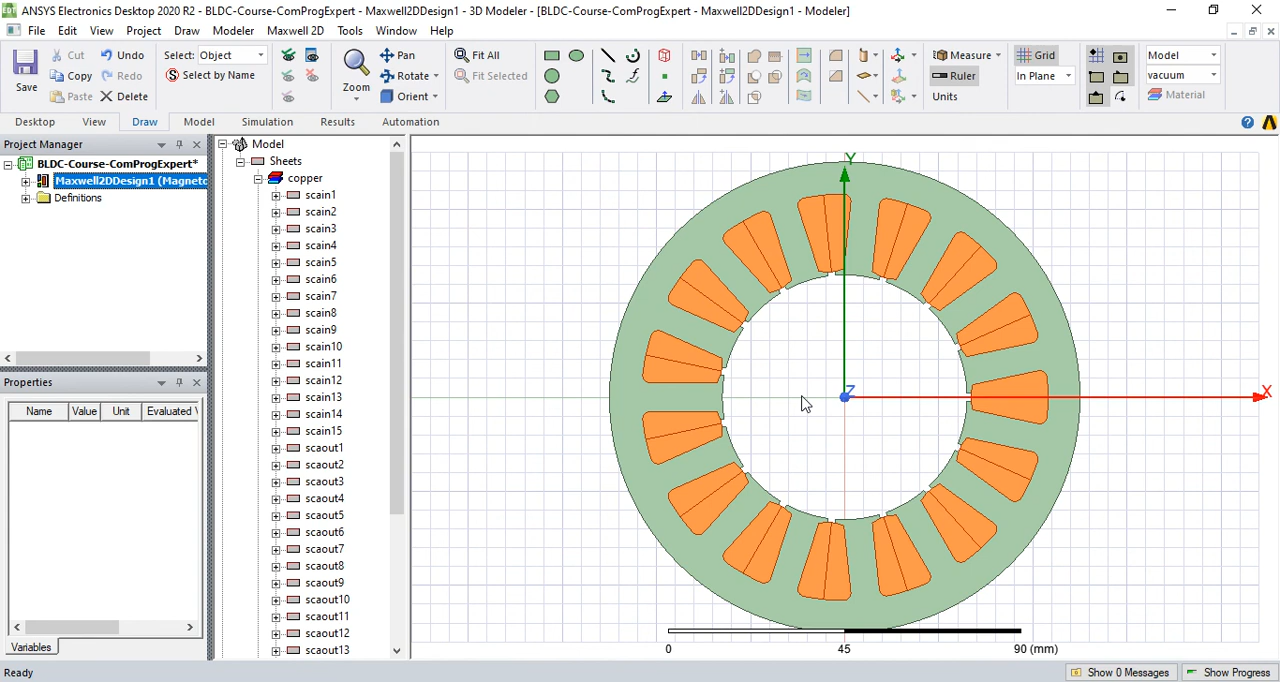 ANSYS Electronics Desktop 2020 R2 - BLDC-Course-ComProgExpert - Maxwell2DDesign1 - 3D Modeler - [BLDC-Course-ComProgExpert - Maxwell2DDesign1 - Modeler]
File Edit View Project Draw Modeler Maxwell 2D Tools Window Help
Save
Cut Undo
Copy Redo
Paste Delete
Select: Object
Select by Name
Zoom
Pan
Rotate
Orient
Fit All
Fit Selected
Measure
Ruler
Units
Grid
In Plane
Model
vacuum
Material
Desktop View Draw Model Simulation Results Automation
Project Manager
BLDC-Course-ComProgExpert*
Maxwell2DDesign1 (Magneto
Definitions
Properties
Name Value Unit Evaluated V
Variables
Model
Sheets
copper
scain1
scain2
scain3
scain4
scain5
scain6
scain7
scain8
scain9
scain10
scain11
scain12
scain13
scain14
scain15
scaout1
scaout2
scaout3
scaout4
scaout5
scaout6
scaout7
scaout8
scaout9
scaout10
scaout11
scaout12
scaout13
Y
Z
X
0 45 90 (mm)
Ready
Show 0 Messages Show Progress